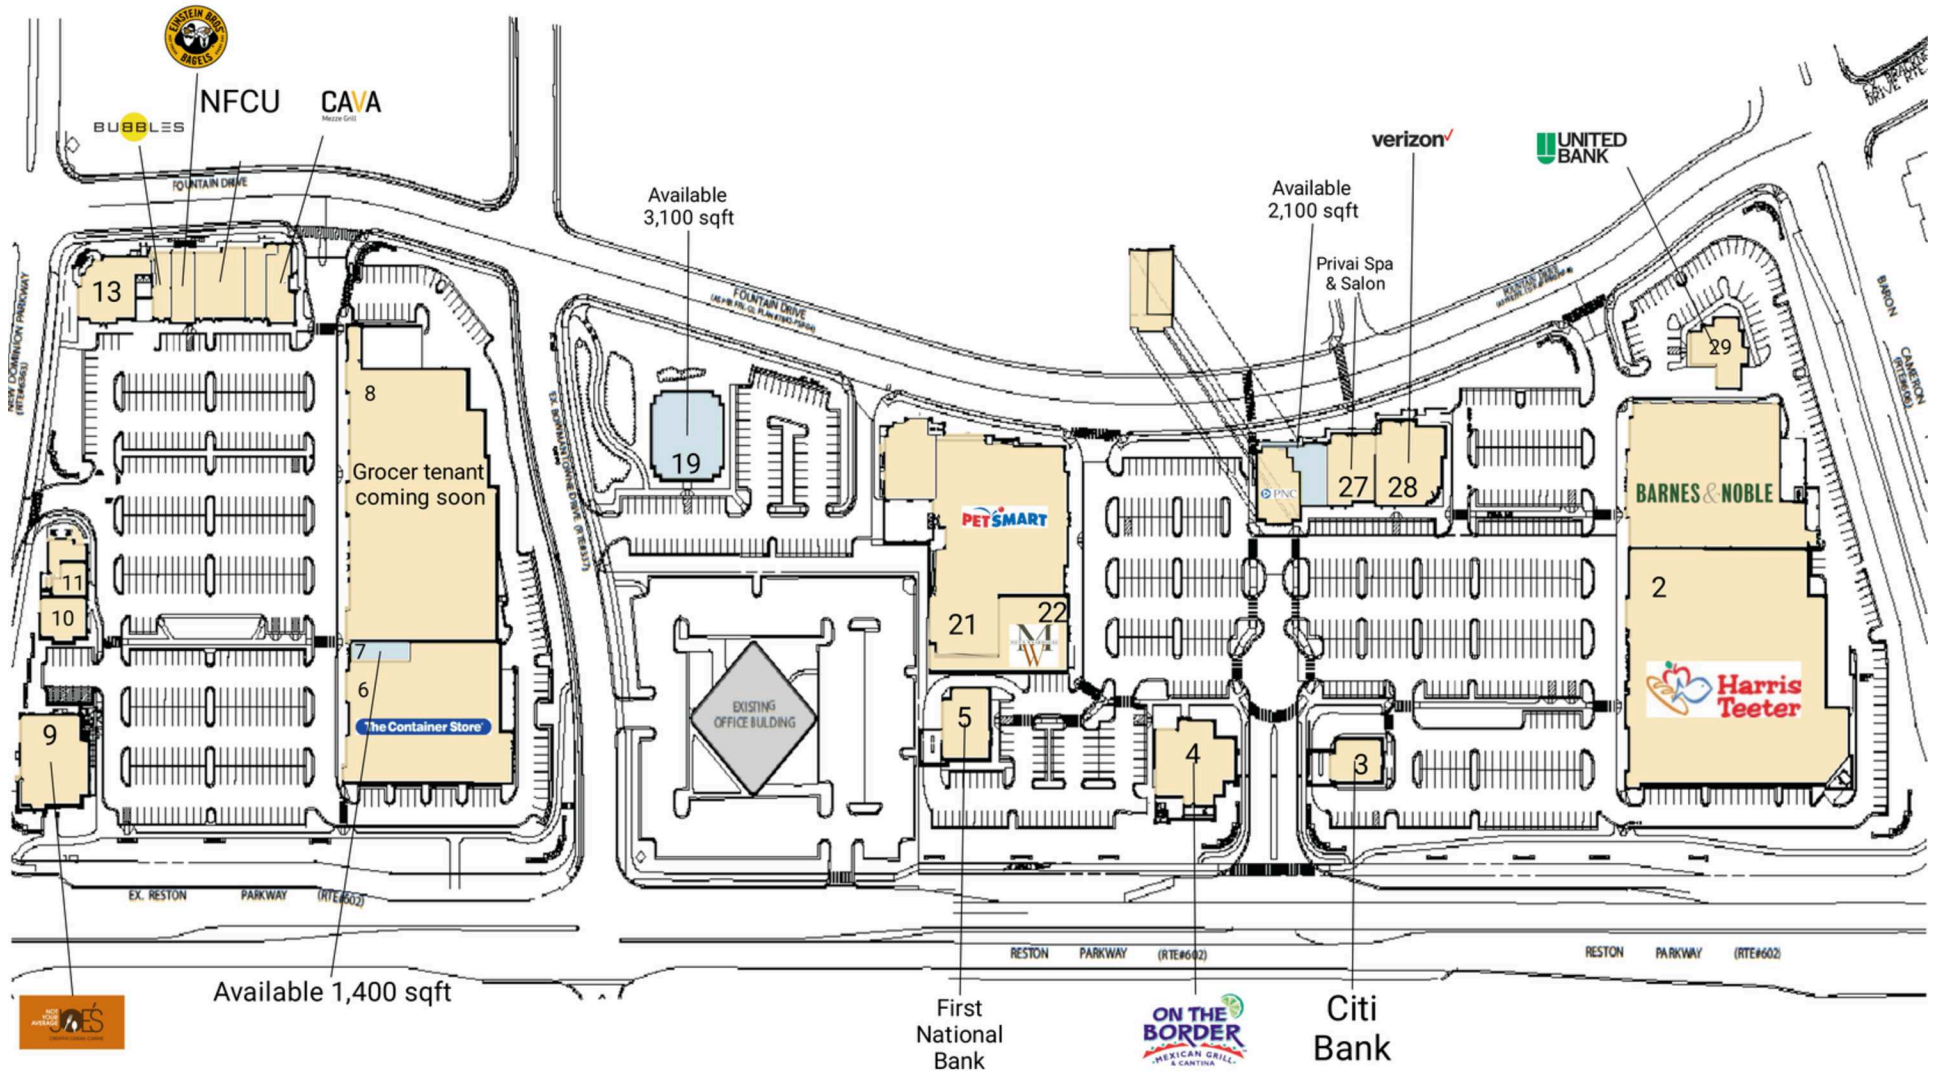 EINSTEIN BROS
BAGELS
NFCU
CAVA
Mezze Grill
BUBBLES
verizon
UNITED
BANK
FOUNTAIN DRIVE
Available
3,100 sqft
Available
2,100 sqft
Privai Spa
& Salon
NEW DOMINION PARKWAY
(RTE#6363)
13
FOUNTAIN DRIVE
BARON
CAMERON
29
8
Grocer tenant
coming soon
19
PETSMART
PNC
27
28
BARNES & NOBLE
11
10
2
21
22
MW
7
6
The Container Store
Harris
Teeter
EXISTING
OFFICE BUILDING
9
5
4
3
EX. RESTON PARKWAY (RTE#602)
RESTON PARKWAY (RTE#602)
RESTON PARKWAY (RTE#602)
Available 1,400 sqft
NOT
YOUR
AVERAGE
JOE'S
First
National
Bank
ON THE
BORDER
MEXICAN GRILL
& CANTINA
Citi
Bank